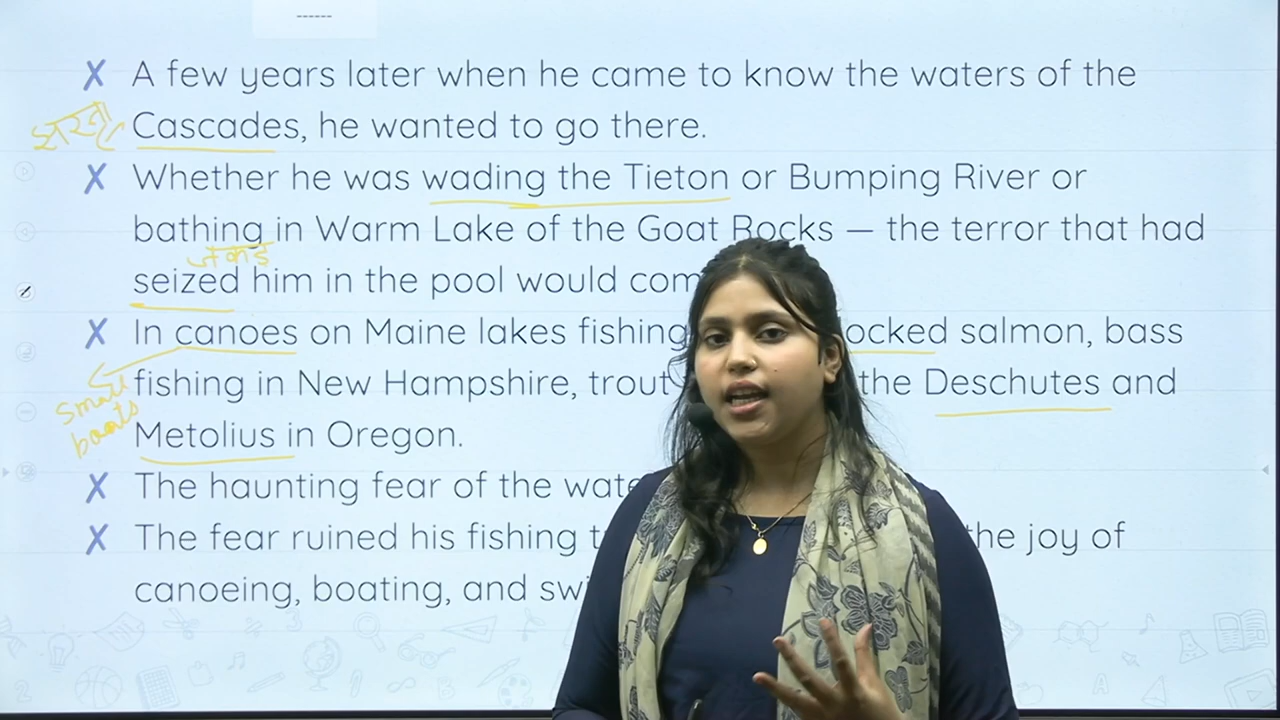 ------
✗ A few years later when he came to know the waters of the
झरना Cascades, he wanted to go there.
✗ Whether he was wading the Tieton or Bumping River or
bathing in Warm Lake of the Goat Rocks — the terror that had
seized him in the pool would com
✗ In canoes on Maine lakes fishing ocked salmon, bass
fishing in New Hampshire, trout the Deschutes and
small
boats
Metolius in Oregon.
✗ The haunting fear of the wate
✗ The fear ruined his fishing t the joy of
canoeing, boating, and swi